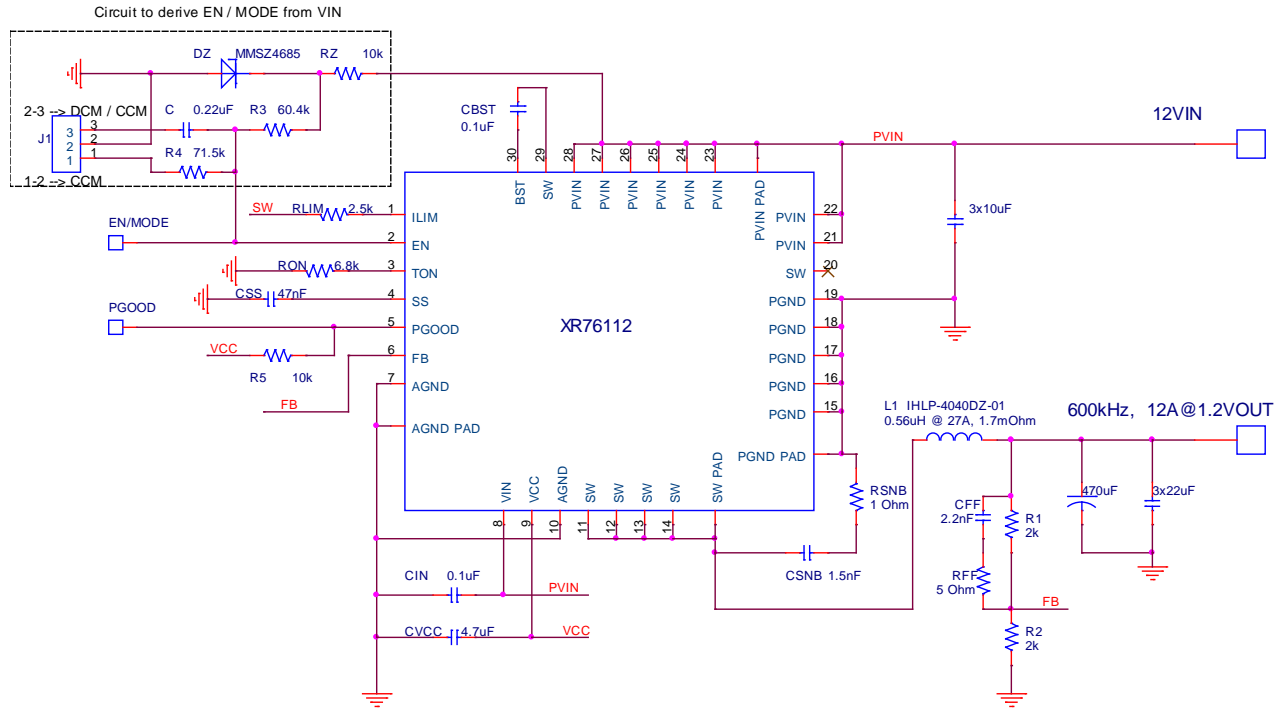 Circuit to derive EN / MODE from VIN
DZ MMSZ4685 RZ 10k
2-3 --> DCM / CCM
C 0.22uF R3 60.4k
J1
3
2
1
R4 71.5k
1-2 --> CCM
CBST
0.1uF
12VIN
PVIN
30 29 28 27 26 25 24 23
BST SW PVIN PVIN PVIN PVIN PVIN PVIN PVIN PAD
SW RLIM 2.5k 1 ILIM
EN/MODE
2 EN
RON 6.8k 3 TON
CSS 47nF 4 SS
PGOOD
5 PGOOD
VCC
R5 10k
6 FB
FB
7 AGND
AGND PAD
XR76112
PVIN 22
PVIN 21
SW 20
PGND 19
PGND 18
PGND 17
PGND 16
PGND 15
PGND PAD
3x10uF
VIN VCC AGND SW SW SW SW SW PAD
8 9 10 11 12 13 14
CIN 0.1uF
PVIN
CVCC 4.7uF
VCC
RSNB
1 Ohm
CSNB 1.5nF
L1 IHLP-4040DZ-01
0.56uH @ 27A, 1.7mOhm
600kHz, 12A@1.2VOUT
CFF
2.2nF
R1
2k
470uF
3x22uF
RFF
5 Ohm
FB
R2
2k